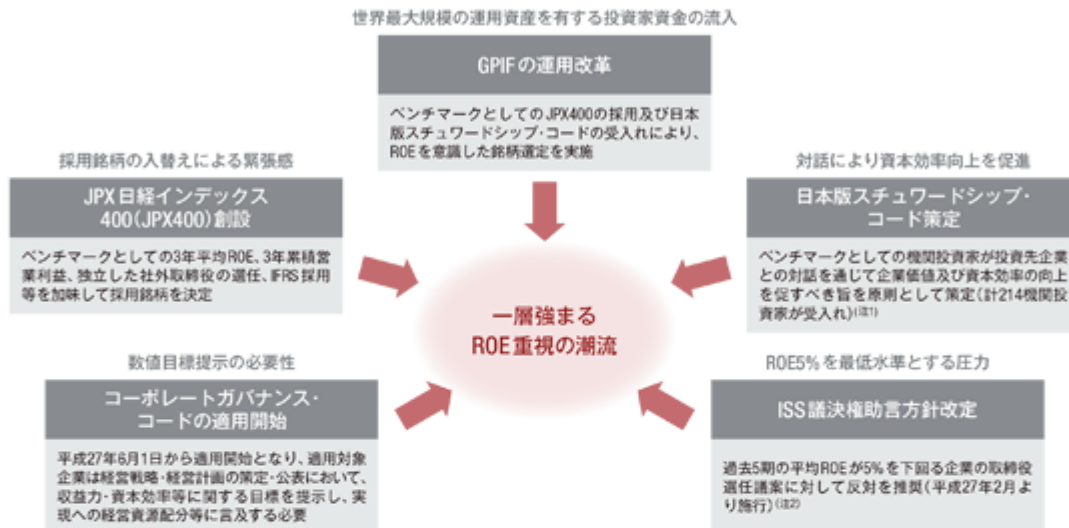 世界最大規模の運用資産を有する投資家資金の流入
GPIFの運用改革
ベンチマークとしてのJPX400の採用及び日本
版スチュワードシップ・コードの受入れにより、
ROEを意識した銘柄選定を実施
採用銘柄の入替えによる緊張感
JPX日経インデックス
400(JPX400)創設
ベンチマークとしての3年平均ROE、3年累積営
業利益、独立した社外取締役の選任、IFRS採用
等を加味して採用銘柄を決定
対話により資本効率向上を促進
日本版スチュワードシップ・
コード策定
ベンチマークとしての機関投資家が投資先企業
との対話を通じて企業価値及び資本効率の向上
を促すべき旨を原則として策定(計214機関投
資家が受入れ)(注1)
一層強まる
ROE重視の潮流
数値目標提示の必要性
コーポレートガバナンス・
コードの適用開始
平成27年6月1日から適用開始となり、適用対象
企業は経営戦略・経営計画の策定・公表において、
収益力・資本効率等に関する目標を提示し、実
現への経営資源配分等に言及する必要
ROE5%を最低水準とする圧力
ISS議決権助言方針改定
過去5期の平均ROEが5%を下回る企業の取締役
選任議案に対して反対を推奨(平成27年2月よ
り施行)(注2)